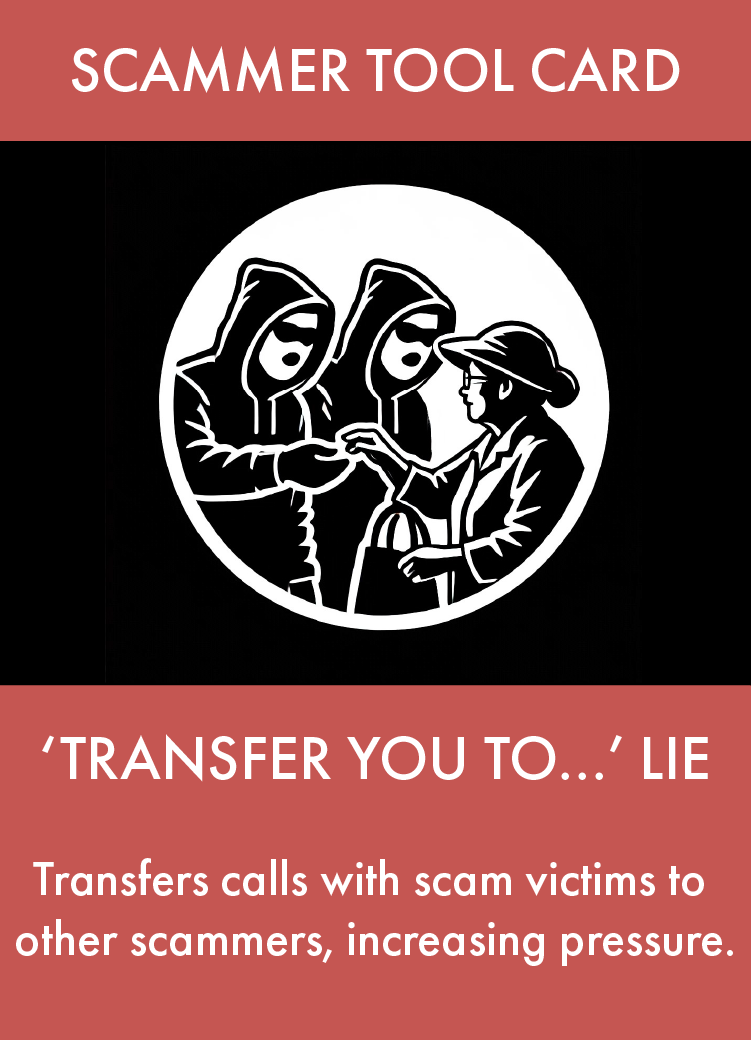 SCAMMER TOOL CARD
‘TRANSFER YOU TO...’ LIE
Transfers calls with scam victims to
other scammers, increasing pressure.